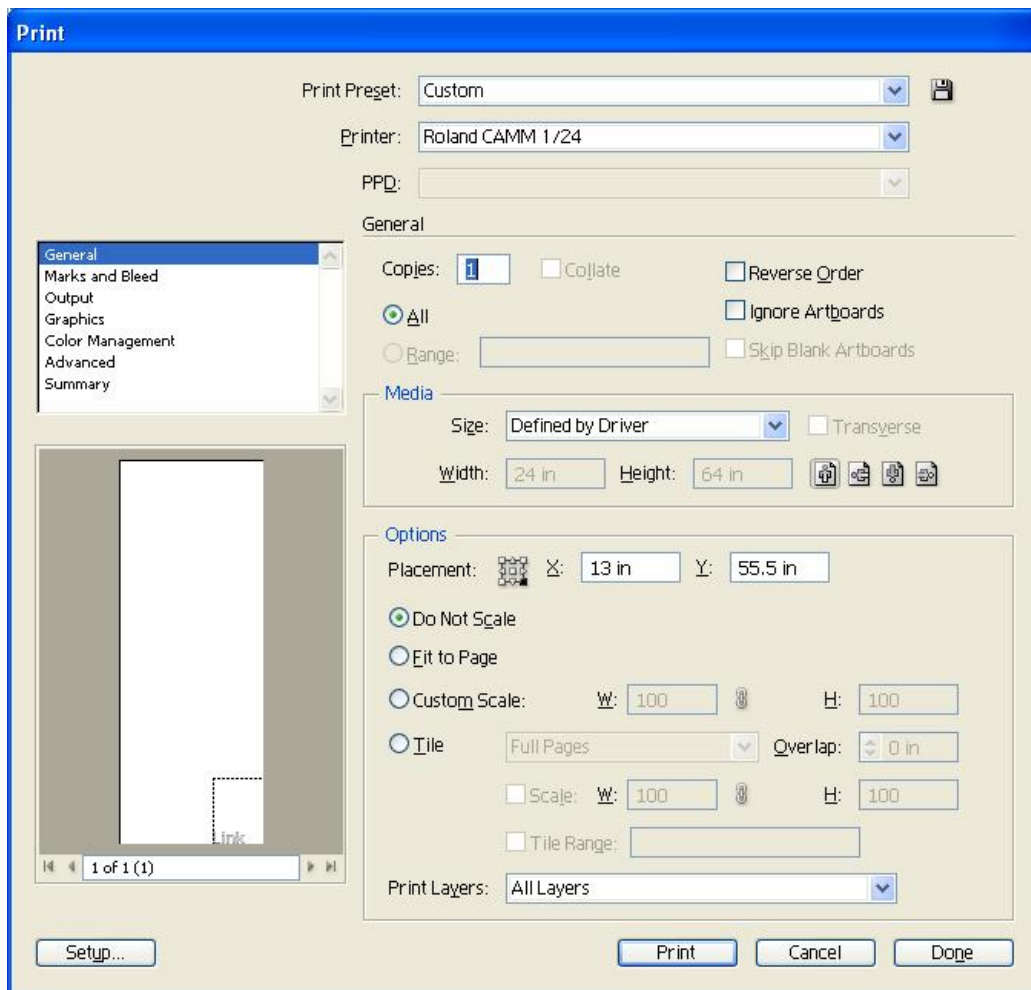 Print
Print Preset: Custom
Printer: Roland CAMM 1/24
PPD:
General
Marks and Bleed
Output
Graphics
Color Management
Advanced
Summary
1 of 1 (1)
Link
General
Copies: 1 Collate Reverse Order
All Ignore Artboards
Range: Skip Blank Artboards
Media
Size: Defined by Driver Transverse
Width: 24 in Height: 64 in
Options
Placement: X: 13 in Y: 55.5 in
Do Not Scale
Fit to Page
Custom Scale: W: 100 H: 100
Tile Full Pages Overlap: 0 in
Scale: W: 100 H: 100
Tile Range:
Print Layers: All Layers
Setup... Print Cancel Done